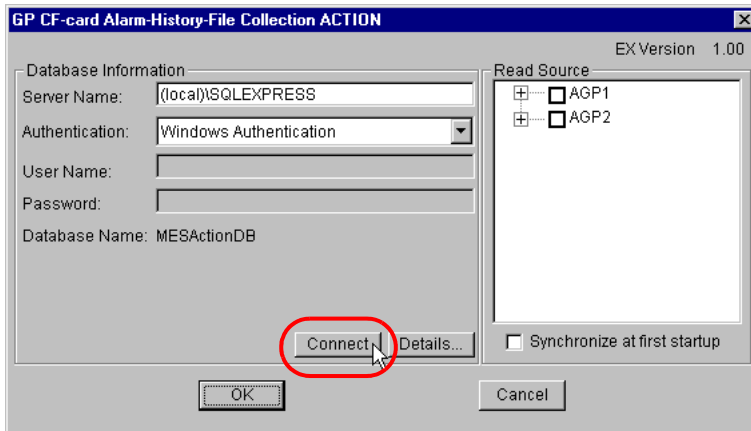 GP CF-card Alarm-History-File Collection ACTION
EX Version 1.00
Database Information
Server Name: (local)\SQLEXPRESS
Authentication: Windows Authentication
User Name:
Password:
Database Name: MESActionDB
Connect Details...
Read Source
AGP1
AGP2
Synchronize at first startup
OK Cancel